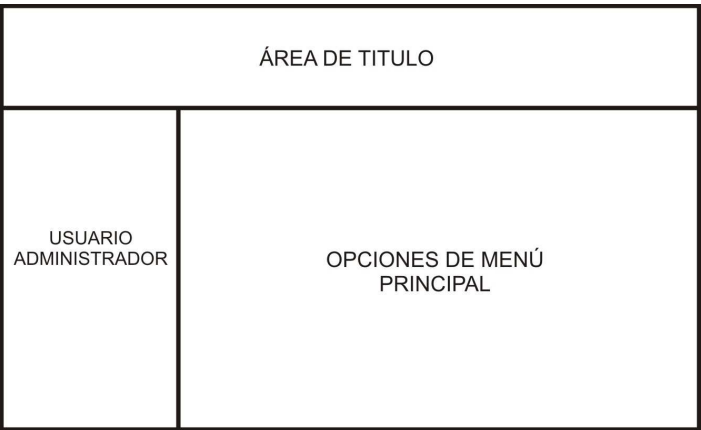 ÁREA DE TITULO
USUARIO
ADMINISTRADOR
OPCIONES DE MENÚ
PRINCIPAL